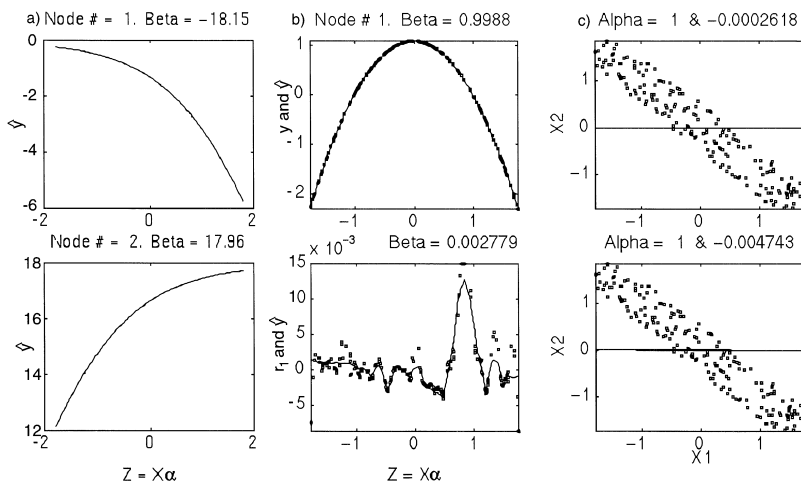 a) Node # = 1. Beta = -18.15
0
-2
-4
-6
ŷ
-2 0 2
Node # = 2. Beta = 17.96
18
16
14
12
ŷ
-2 0 2
Z = Xα
b) Node # 1. Beta = 0.9988
1
0
-1
-2
y and ŷ
-1 0 1
× 10⁻³ Beta = 0.002779
15
10
5
0
-5
r₁ and ŷ
-1 0 1
Z = Xα
c) Alpha = 1 & -0.0002618
1
0
-1
X2
-1 0 1
Alpha = 1 & -0.004743
1
0
-1
X2
-1 0 1
X1